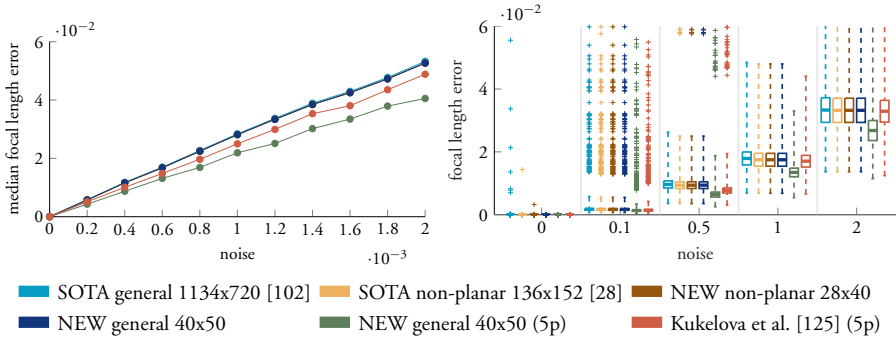 6 ·10⁻²
4
2
0
0 0.2 0.4 0.6 0.8 1 1.2 1.4 1.6 1.8 2
·10⁻³
noise
median focal length error
6 ·10⁻²
4
2
0
0 0.1 0.5 1 2
noise
focal length error
SOTA general 1134x720 [102] SOTA non-planar 136x152 [28] NEW non-planar 28x40
NEW general 40x50 NEW general 40x50 (5p) Kukelova et al. [125] (5p)